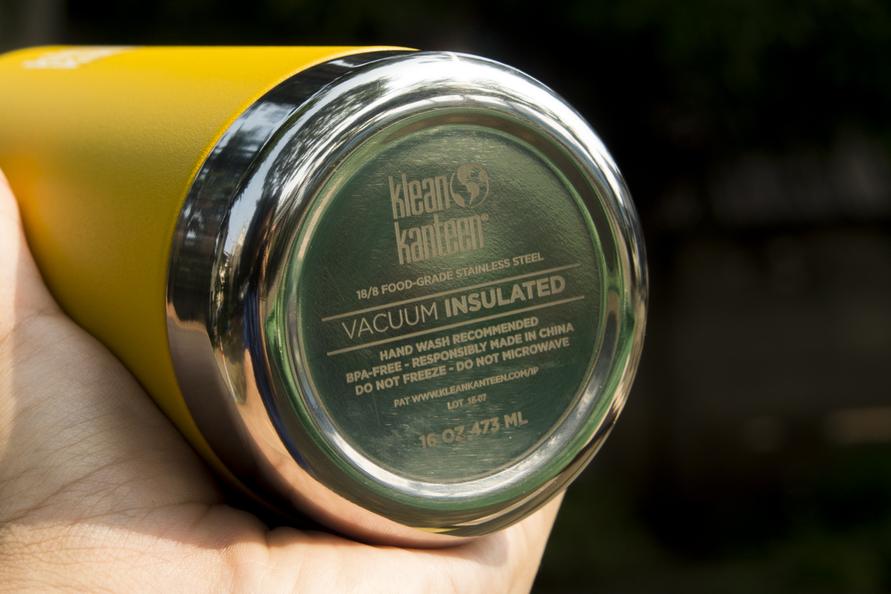 klean
kanteen®
18/8 FOOD-GRADE STAINLESS STEEL
VACUUM INSULATED
HAND WASH RECOMMENDED
BPA-FREE - RESPONSIBLY MADE IN CHINA
DO NOT FREEZE - DO NOT MICROWAVE
PAT WWW.KLEANKANTEEN.COM/IP
LOT 16-07
16 OZ 473 ML